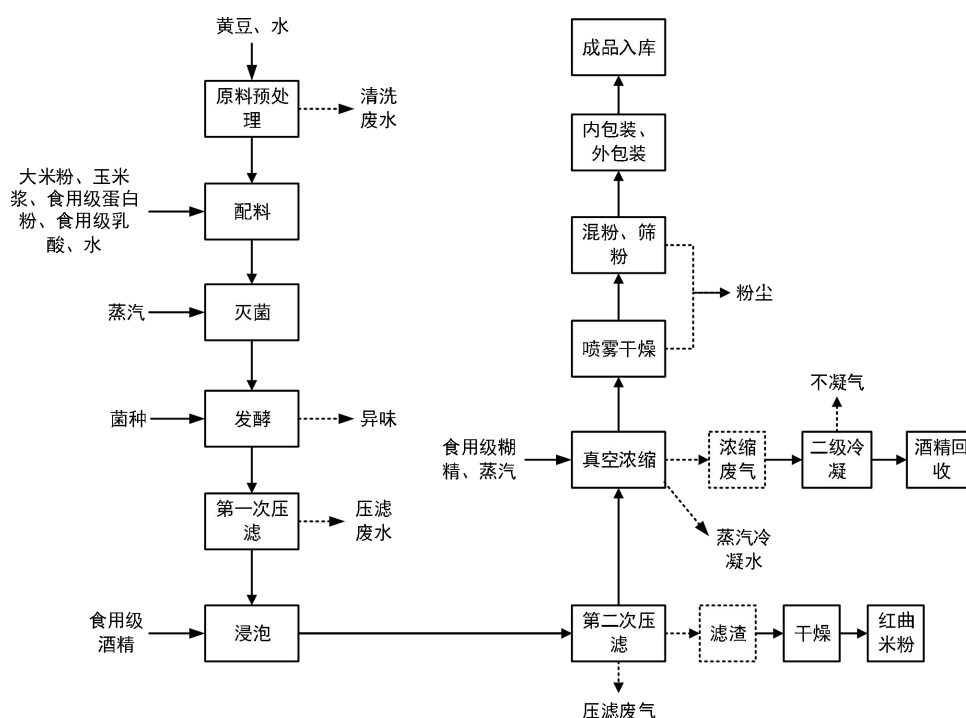 黄豆、水
原料预处
理
清洗
废水
大米粉、玉米
浆、食用级蛋白
粉、食用级乳
酸、水
配料
蒸汽
灭菌
菌种
发酵
异味
第一次压
滤
压滤
废水
食用级
酒精
浸泡
成品入库
内包装、
外包装
混粉、筛
粉
粉尘
喷雾干燥
不凝气
食用级糊
精、蒸汽
真空浓缩
浓缩
废气
二级冷
凝
酒精回
收
蒸汽冷
凝水
第二次压
滤
滤渣
干燥
红曲
米粉
压滤废气